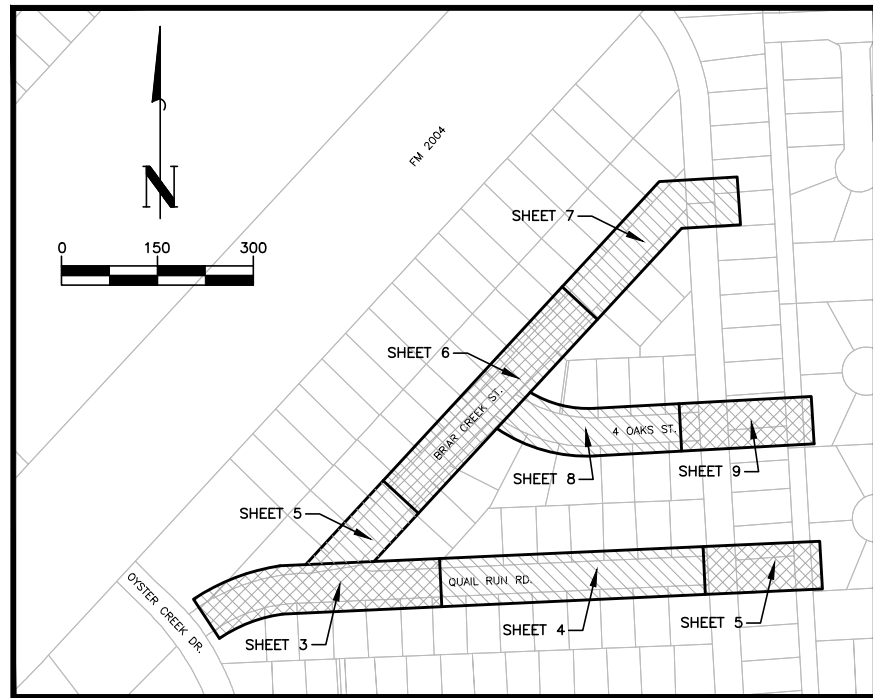 FM 2004
N
0 150 300
SHEET 7
SHEET 6
BRIAR CREEK ST.
4 OAKS ST.
SHEET 8
SHEET 9
SHEET 5
QUAIL RUN RD.
OYSTER CREEK DR.
SHEET 3
SHEET 4
SHEET 5